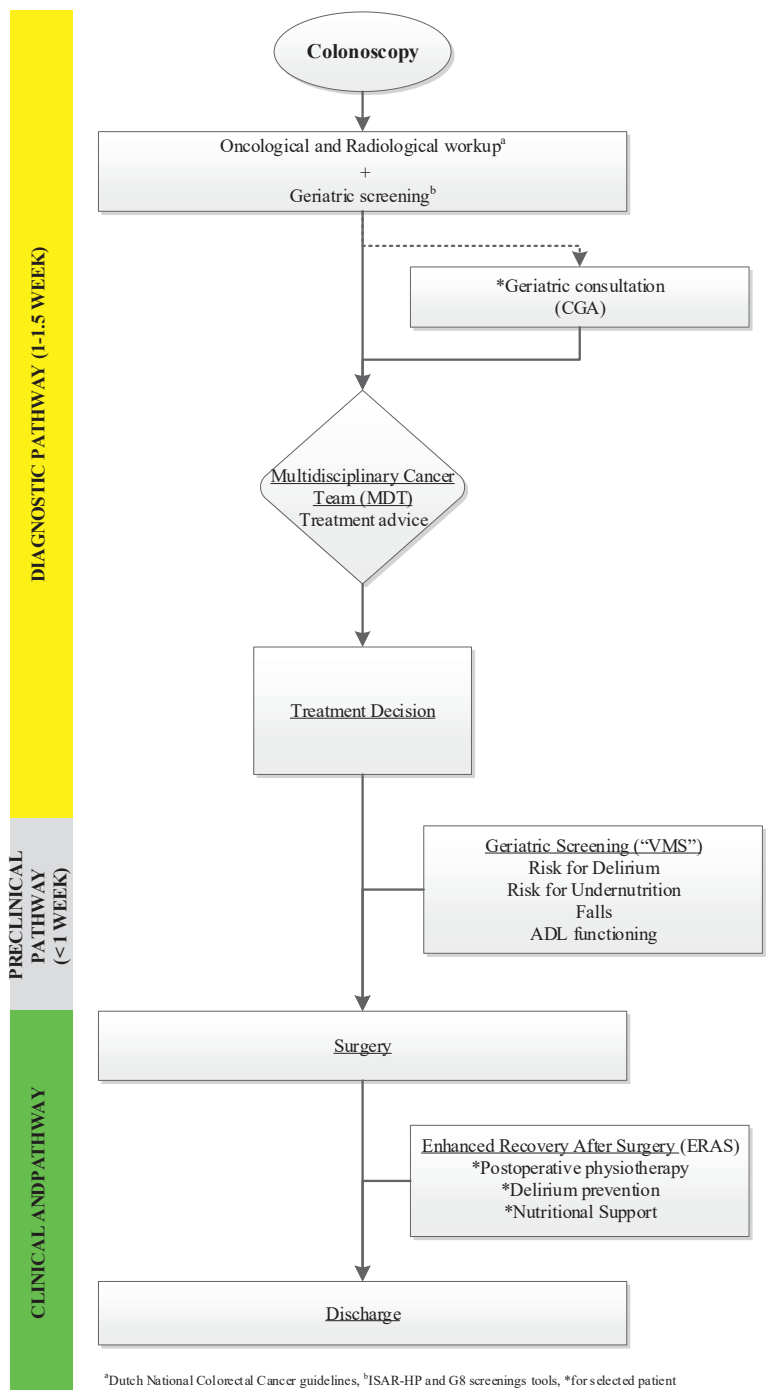 Colonoscopy
Oncological and Radiological workupᵃ
+
Geriatric screeningᵇ
*Geriatric consultation
(CGA)
Multidisciplinary Cancer
Team (MDT)
Treatment advice
Treatment Decision
DIAGNOSTIC PATHWAY (1-1.5 WEEK)
Geriatric Screening (“VMS”)
Risk for Delirium
Risk for Undernutrition
Falls
ADL functioning
PRECLINICAL
PATHWAY
(<1 WEEK)
Surgery
Enhanced Recovery After Surgery (ERAS)
*Postoperative physiotherapy
*Delirium prevention
*Nutritional Support
Discharge
CLINICAL ANDPATHWAY
ᵃDutch National Colorectal Cancer guidelines, ᵇISAR-HP and G8 screenings tools, *for selected patient